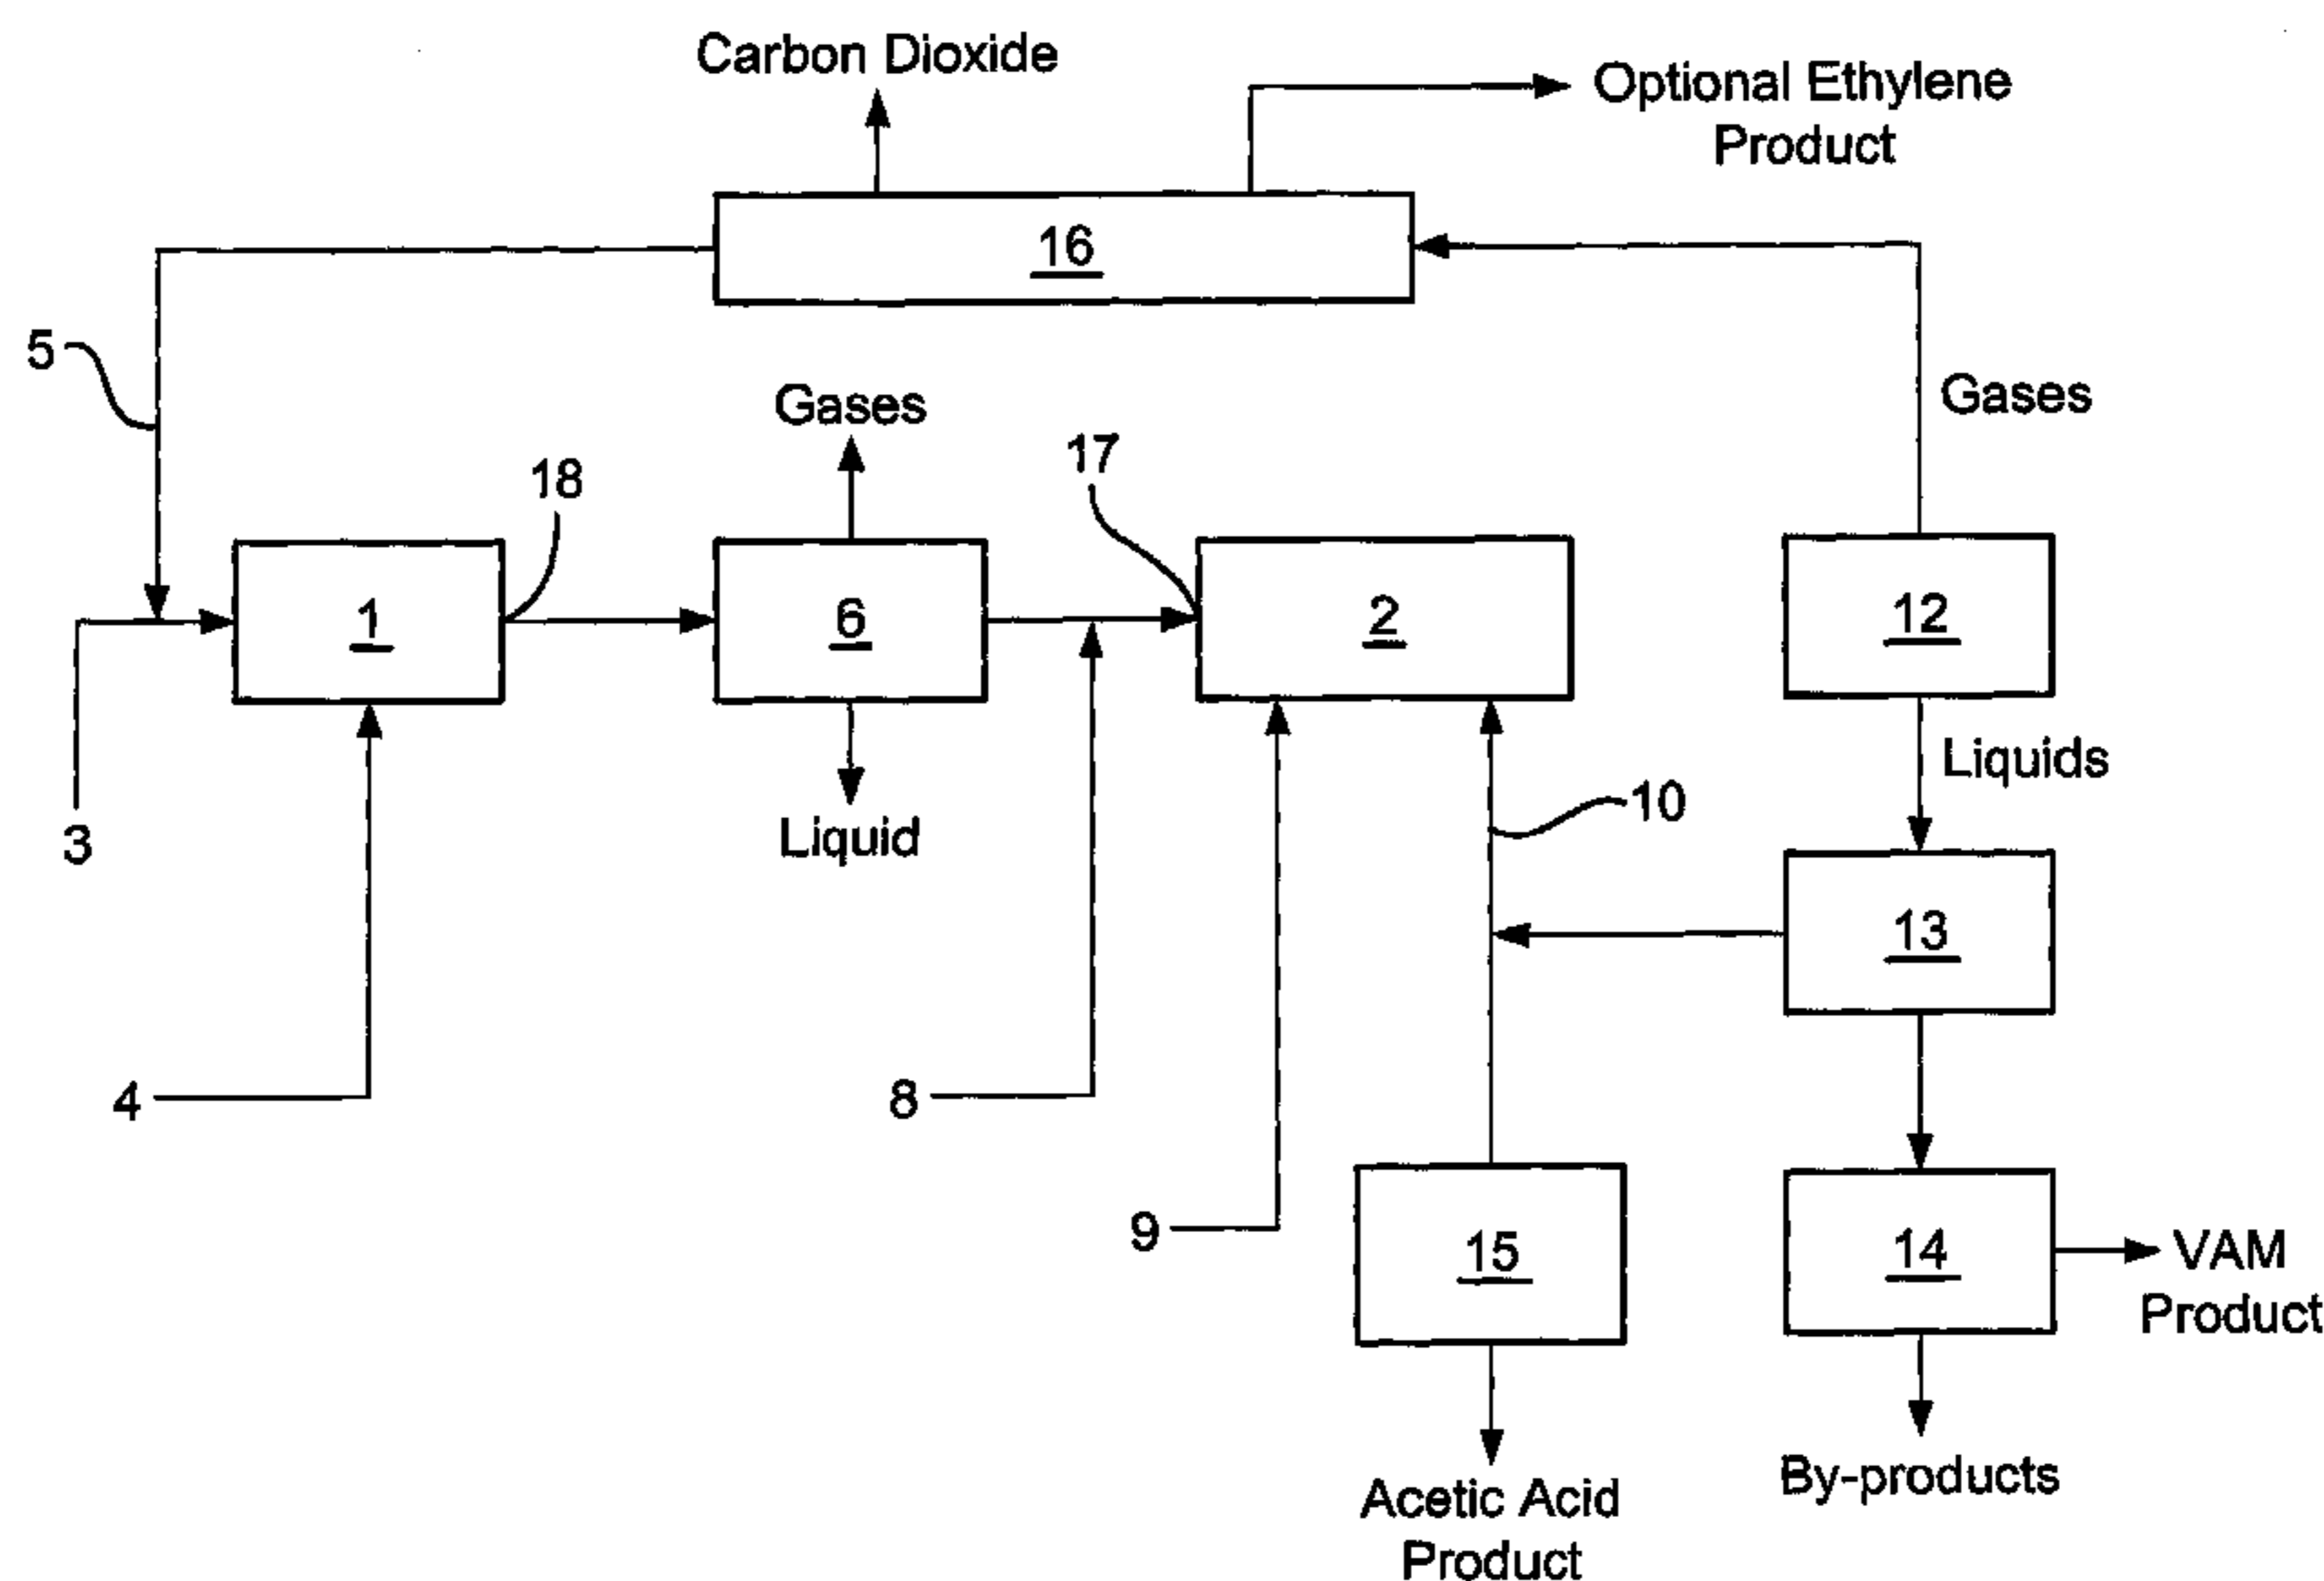 Carbon Dioxide
Optional Ethylene
Product
16
5
Gases
Gases
18
17
1
6
2
12
Liquids
10
3
Liquid
13
4
8
9
15
14
VAM
Product
Acetic Acid
Product
By-products